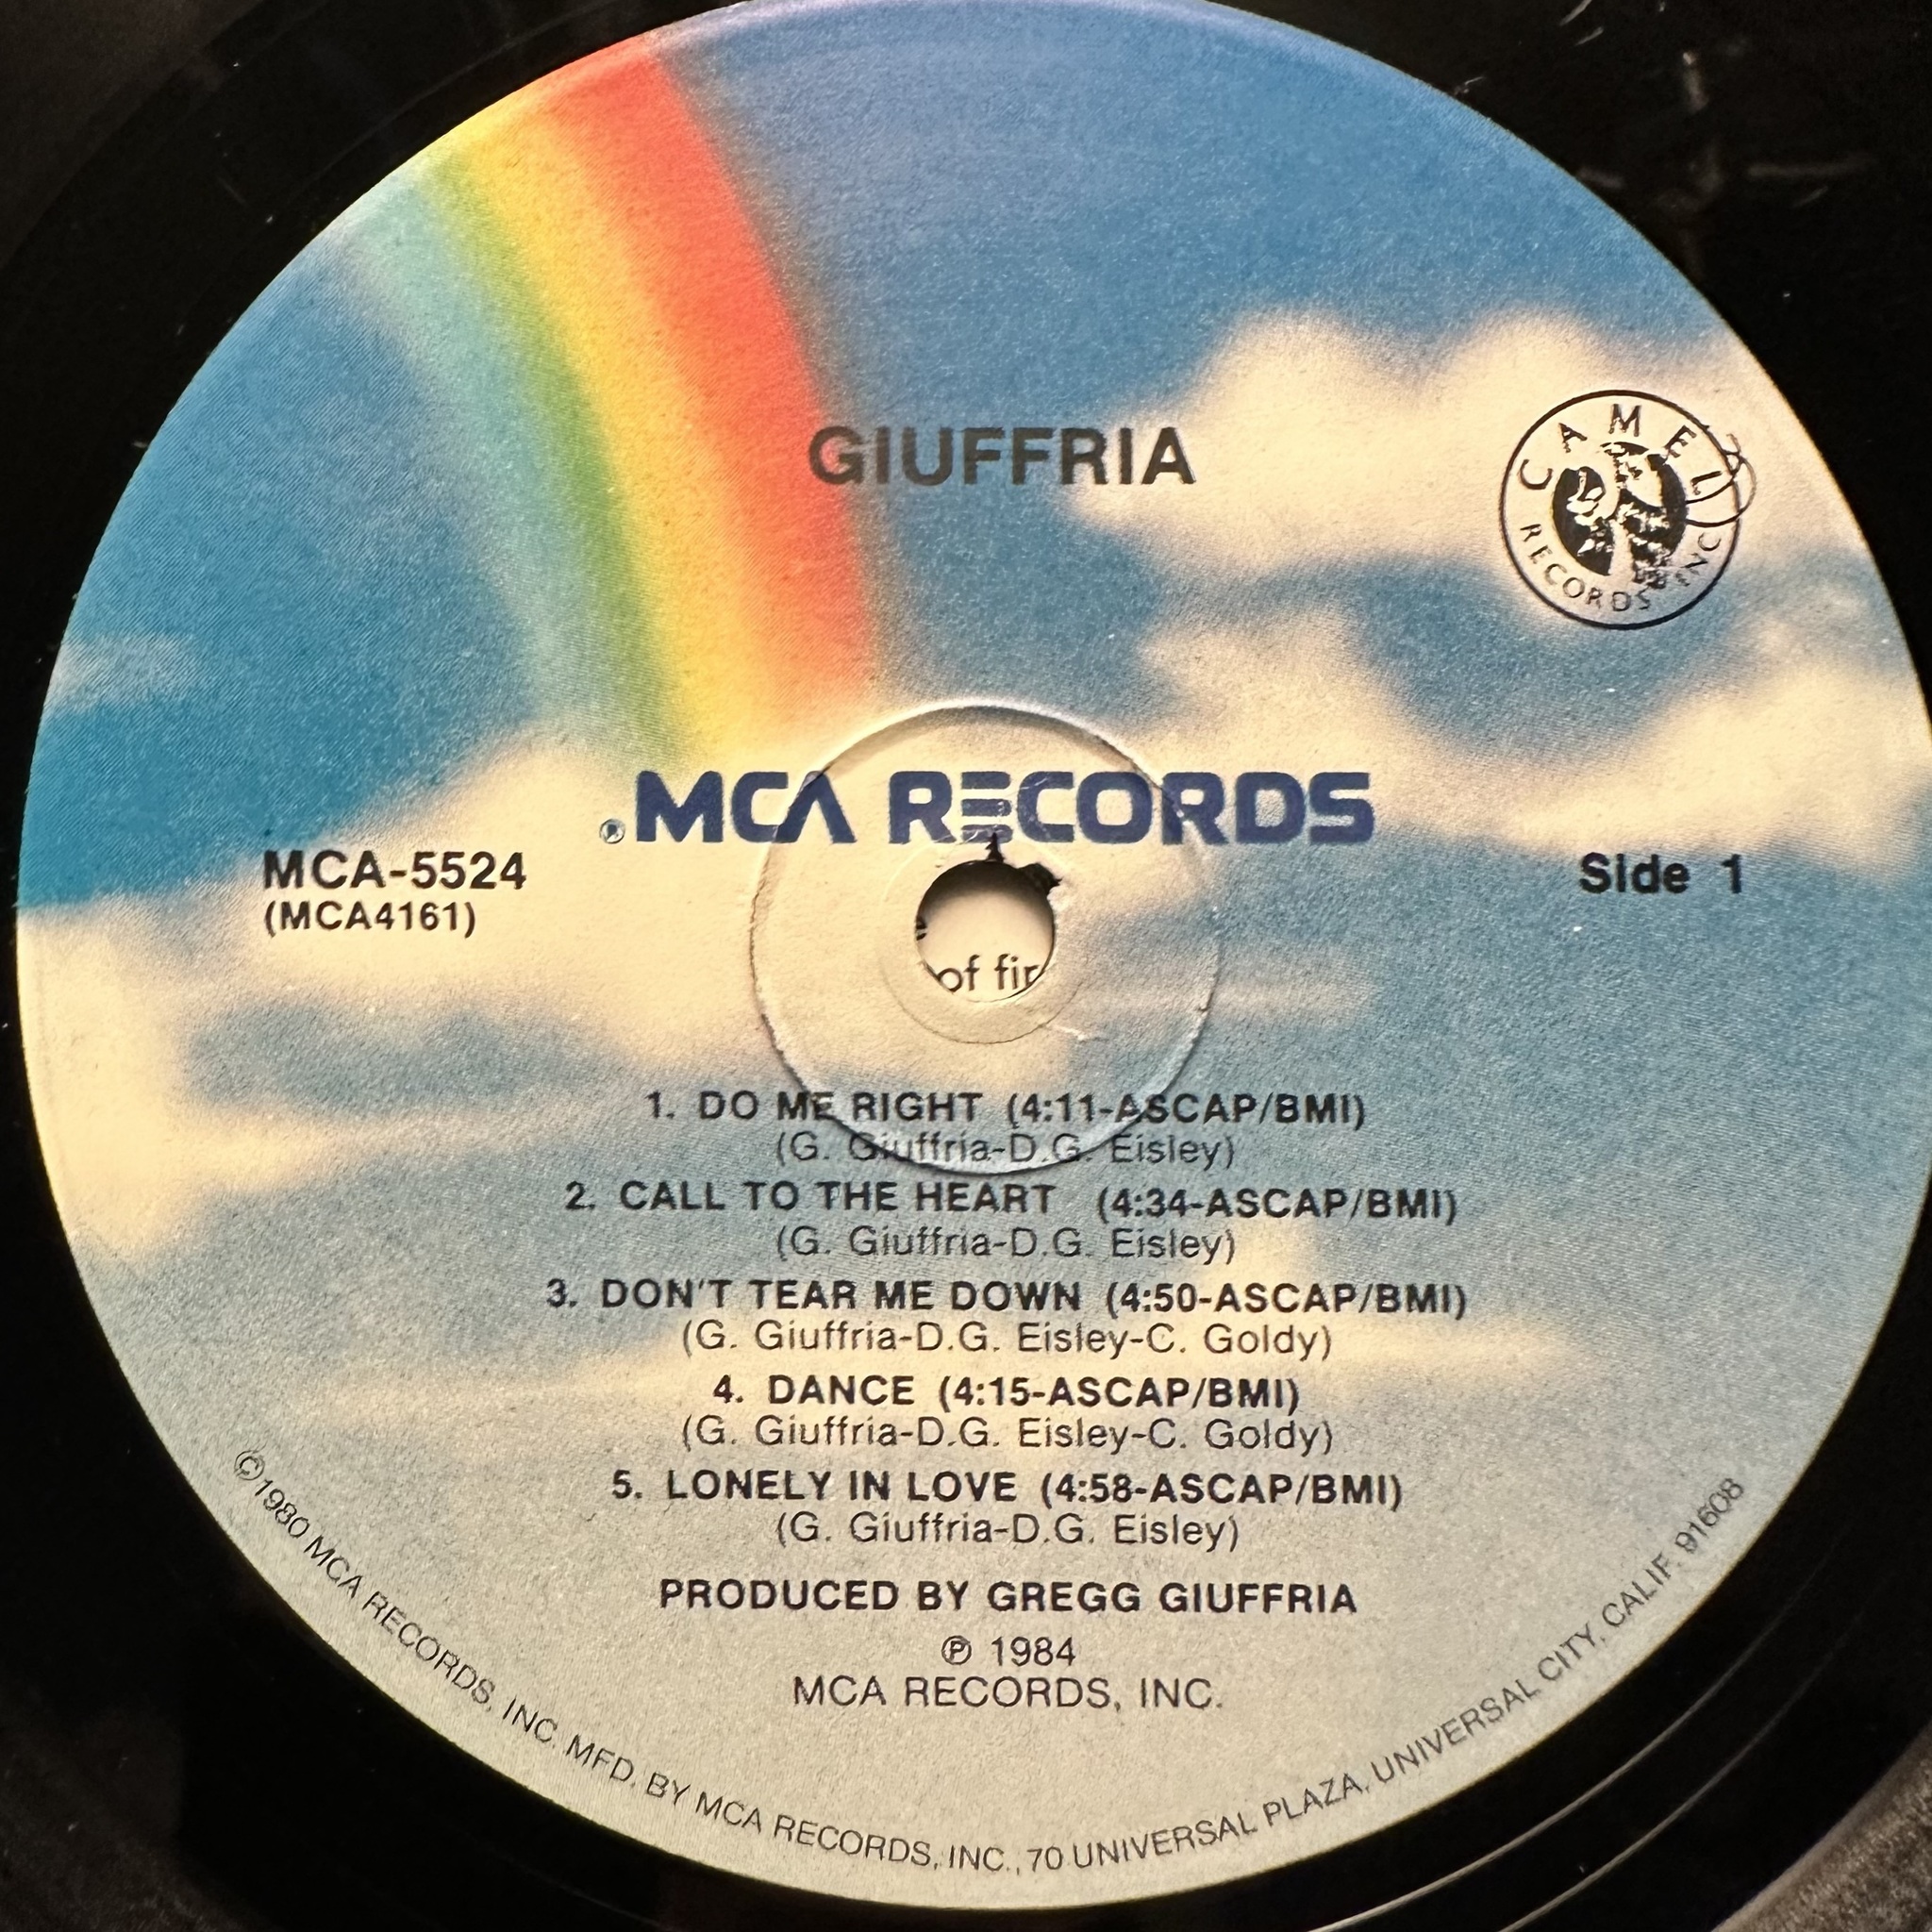 GIUFFRIA
CAMEL
RECORDS INC
® MCA RECORDS
MCA-5524
(MCA4161)
Side 1
of fir
1. DO ME RIGHT (4:11-ASCAP/BMI)
(G. Giuffria-D.G. Eisley)
2. CALL TO THE HEART (4:34-ASCAP/BMI)
(G. Giuffria-D.G. Eisley)
3. DON'T TEAR ME DOWN (4:50-ASCAP/BMI)
(G. Giuffria-D.G. Eisley-C. Goldy)
4. DANCE (4:15-ASCAP/BMI)
(G. Giuffria-D.G. Eisley-C. Goldy)
5. LONELY IN LOVE (4:58-ASCAP/BMI)
(G. Giuffria-D.G. Eisley)
PRODUCED BY GREGG GIUFFRIA
℗ 1984
MCA RECORDS, INC.
©1980 MCA RECORDS, INC. MFD. BY MCA RECORDS, INC., 70 UNIVERSAL PLAZA, UNIVERSAL CITY, CALIF. 91608